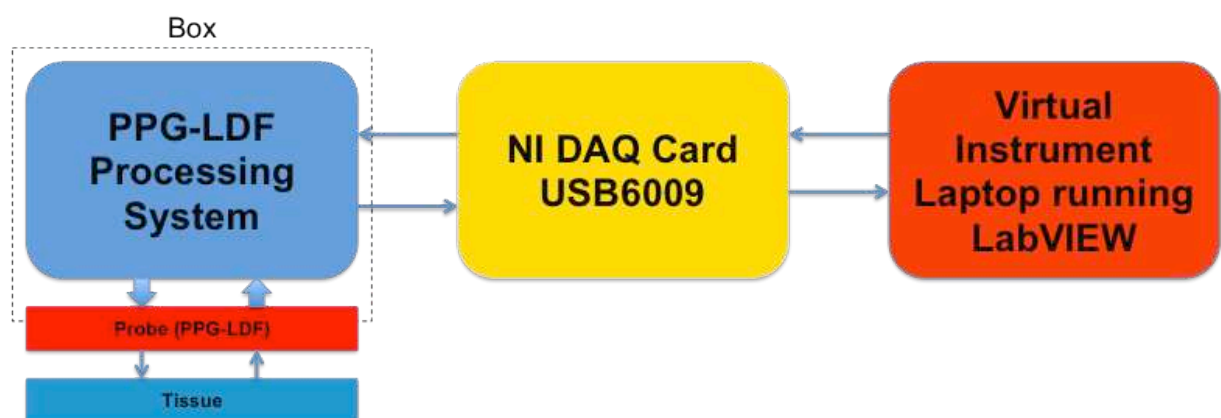 Box
PPG-LDF
Processing
System
NI DAQ Card
USB6009
Virtual
Instrument
Laptop running
LabVIEW
Probe (PPG-LDF)
Tissue